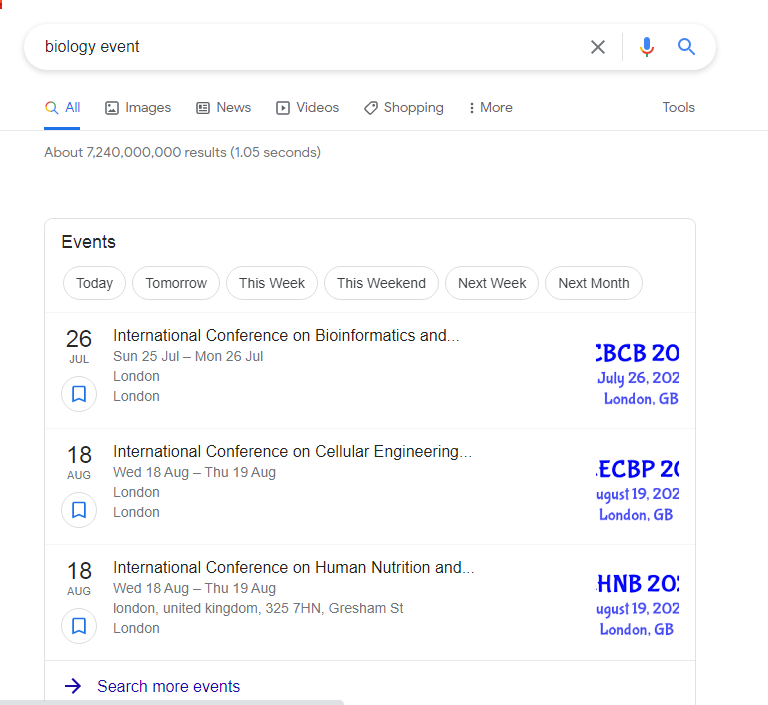 biology event
All Images News Videos Shopping More Tools
About 7,240,000,000 results (1.05 seconds)
Events
Today Tomorrow This Week This Weekend Next Week Next Month
26
JUL
International Conference on Bioinformatics and...
Sun 25 Jul – Mon 26 Jul
London
London
CBCB 20
July 26, 202
London, GB
18
AUG
International Conference on Cellular Engineering...
Wed 18 Aug – Thu 19 Aug
London
London
ECBP 20
ugust 19, 202
London, GB
18
AUG
International Conference on Human Nutrition and...
Wed 18 Aug – Thu 19 Aug
london, united kingdom, 325 7HN, Gresham St
London
HNB 202
ugust 19, 202
London, GB
Search more events